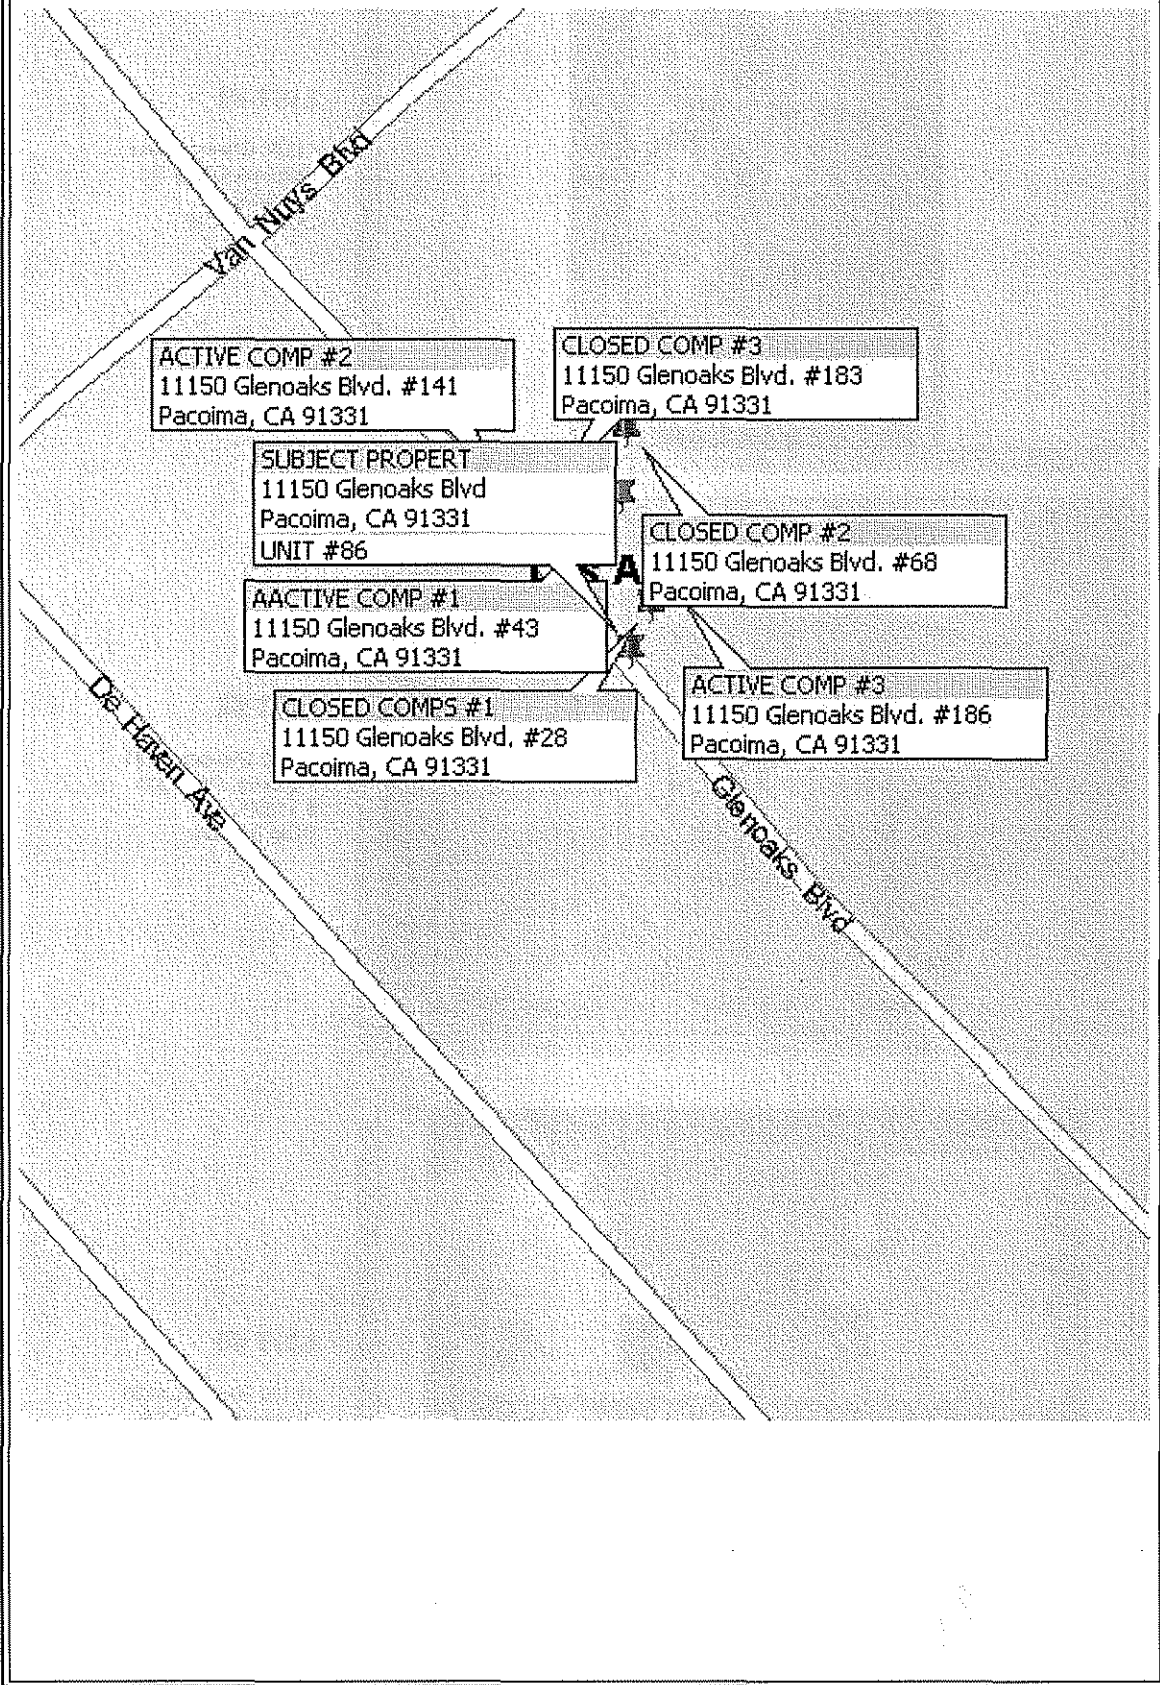 Van Nuys Blvd
ACTIVE COMP #2
11150 Glenoaks Blvd. #141
Pacoima, CA 91331
CLOSED COMP #3
11150 Glenoaks Blvd. #183
Pacoima, CA 91331
SUBJECT PROPERT
11150 Glenoaks Blvd
Pacoima, CA 91331
UNIT #86
CLOSED COMP #2
11150 Glenoaks Blvd. #68
Pacoima, CA 91331
AACTIVE COMP #1
11150 Glenoaks Blvd. #43
Pacoima, CA 91331
ACTIVE COMP #3
11150 Glenoaks Blvd. #186
Pacoima, CA 91331
CLOSED COMPS #1
11150 Glenoaks Blvd. #28
Pacoima, CA 91331
De Haven Ave
Glenoaks Blvd